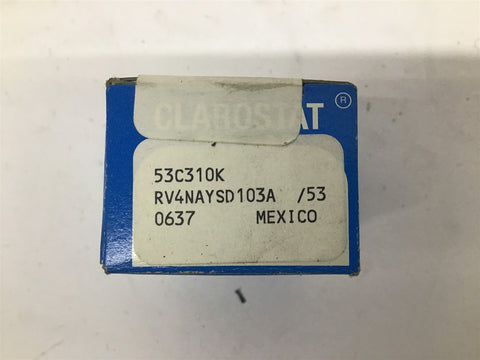 CLAROSTAT ®
53C310K
RV4NAYSD103A /53
0637 MEXICO